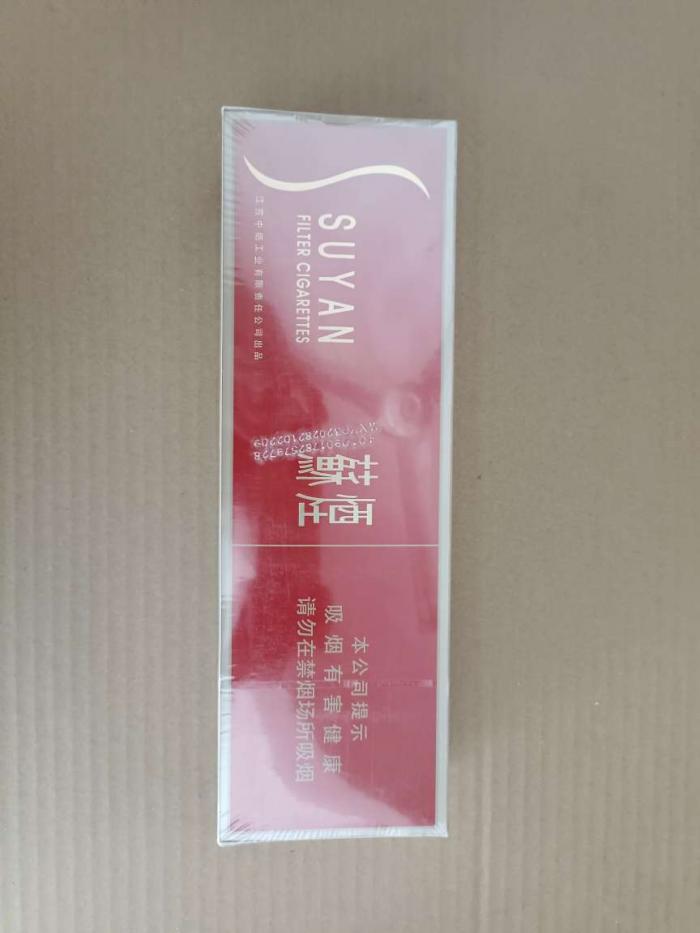 SUYAN
FILTER CIGARETTES
江苏中烟工业有限责任公司出品
蘇煙
本公司提示
吸烟有害健康
请勿在禁烟场所吸烟